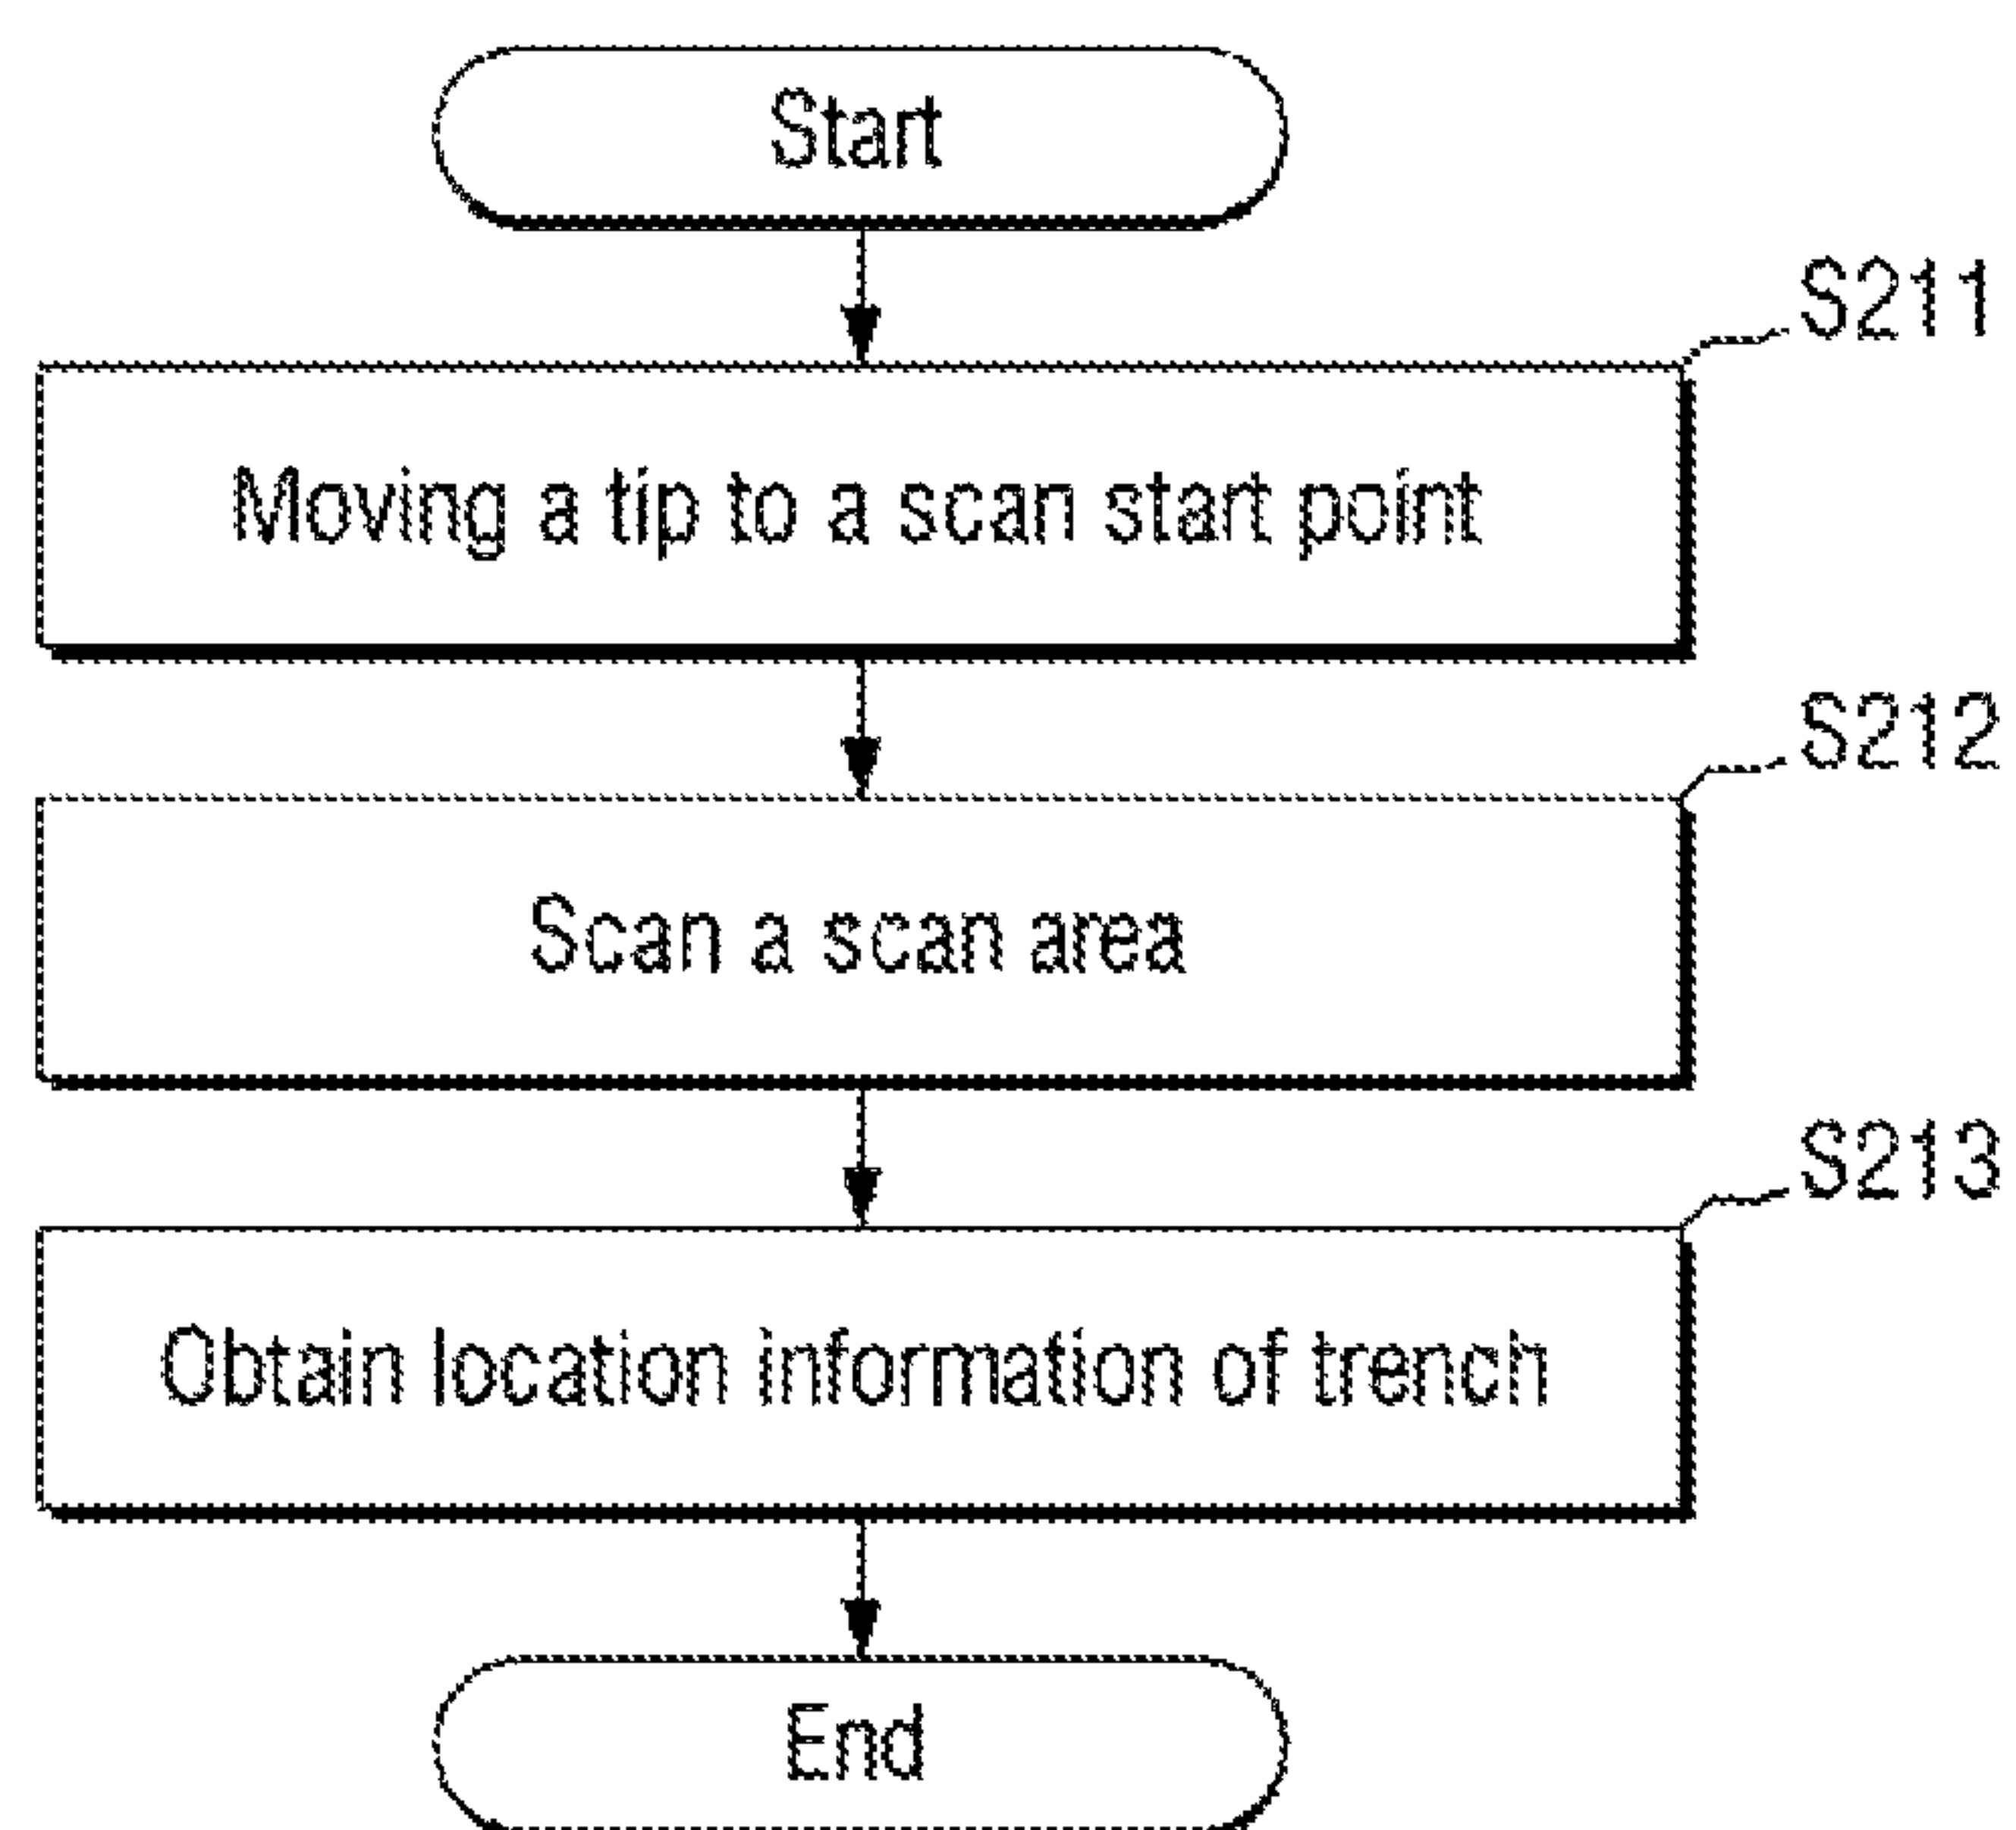 Start
S211
Moving a tip to a scan start point
S212
Scan a scan area
S213
Obtain location information of trench
End